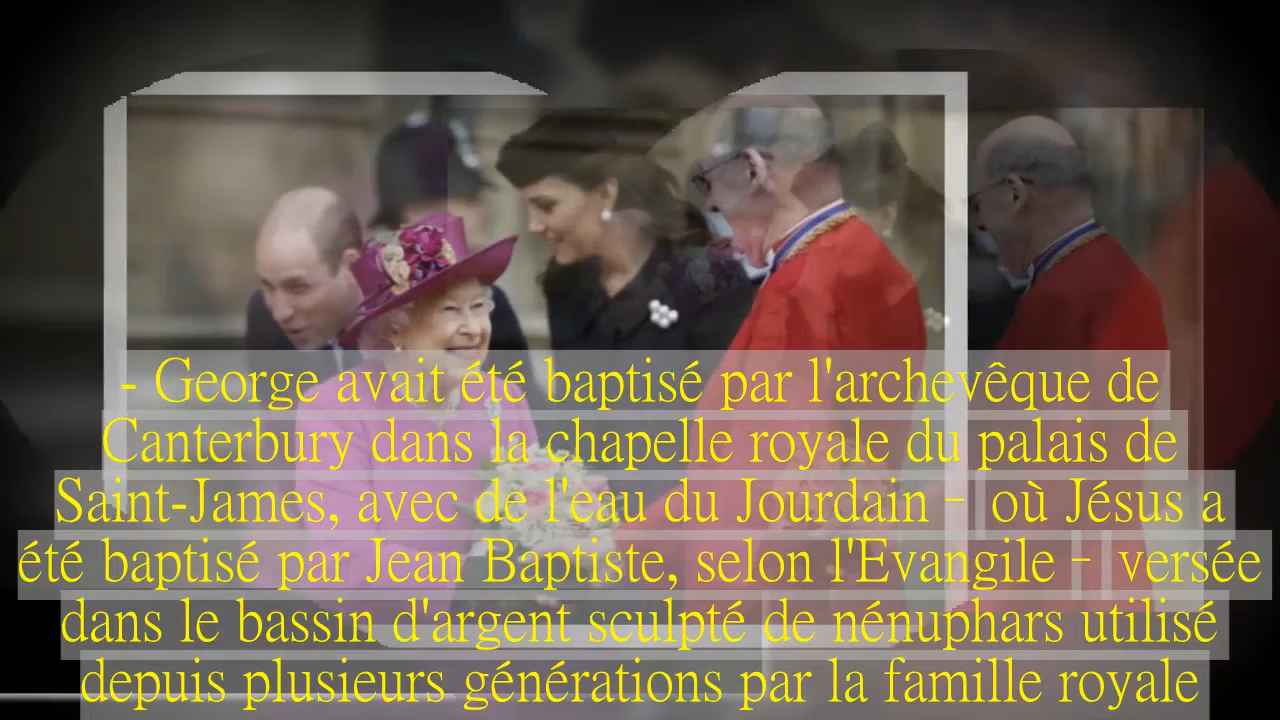 - George avait été baptisé par l'archevêque de
Canterbury dans la chapelle royale du palais de
Saint-James, avec de l'eau du Jourdain – où Jésus a
été baptisé par Jean Baptiste, selon l'Evangile – versée
dans le bassin d'argent sculpté de nénuphars utilisé
depuis plusieurs générations par la famille royale